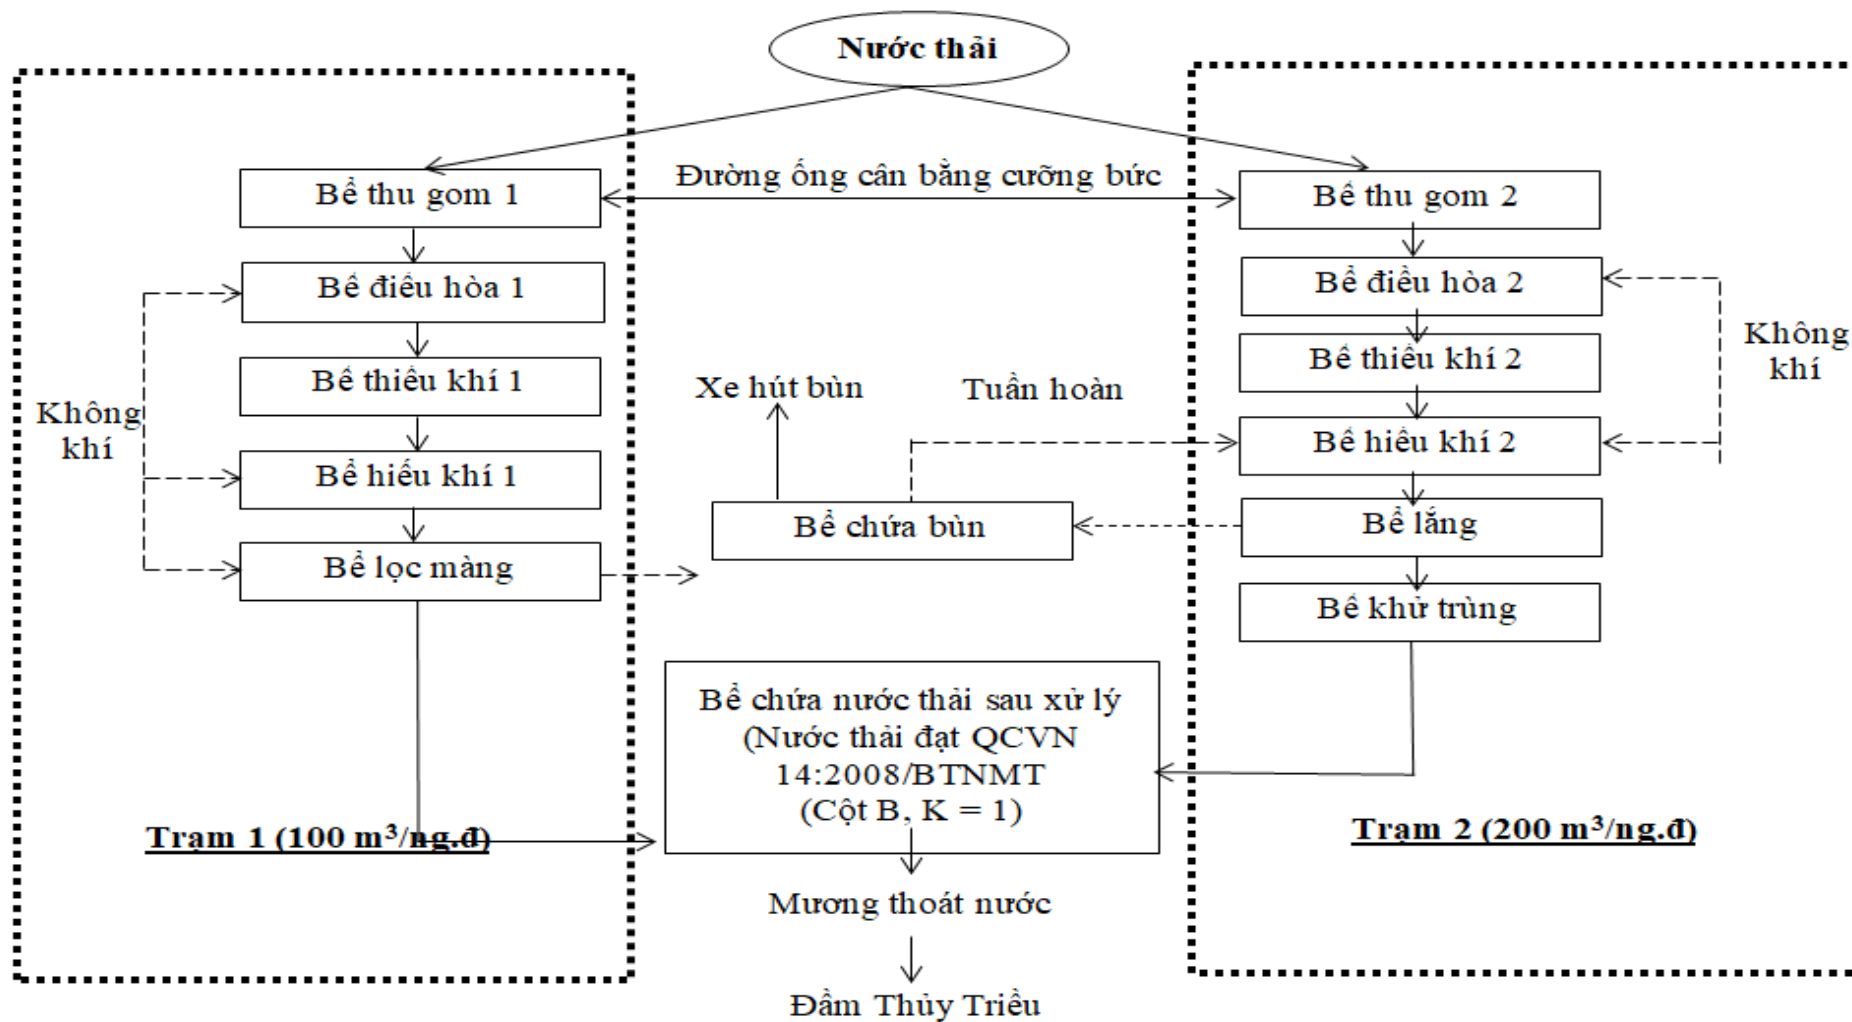 Nước thải
Đường ống cân bằng cưỡng bức
Bể thu gom 1
Bể điều hòa 1
Bể thiếu khí 1
Không
khí
Bể hiếu khí 1
Bể lọc màng
Trạm 1 (100 m³/ng.đ)
Xe hút bùn
Tuần hoàn
Bể chứa bùn
Bể thu gom 2
Bể điều hòa 2
Không
khí
Bể thiếu khí 2
Bể hiếu khí 2
Bể lắng
Bể khử trùng
Trạm 2 (200 m³/ng.đ)
Bể chứa nước thải sau xử lý
(Nước thải đạt QCVN
14:2008/BTNMT
(Cột B, K = 1)
Mương thoát nước
Đầm Thủy Triều